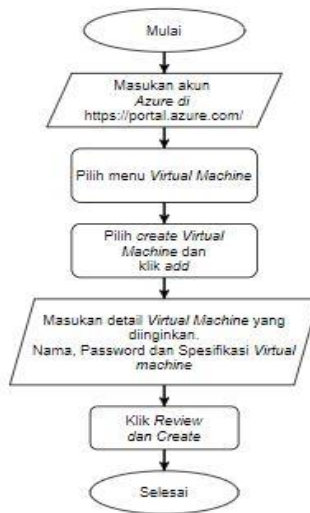 Mulai
Masukan akun
Azure di
https://portal.azure.com/
Pilih menu Virtual Machine
Pilih create Virtual
Machine dan
klik add
Masukan detail Virtual Machine yang
diinginkan.
Nama, Password dan Spesifikasi Virtual
machine
Klik Review
dan Create
Selesai